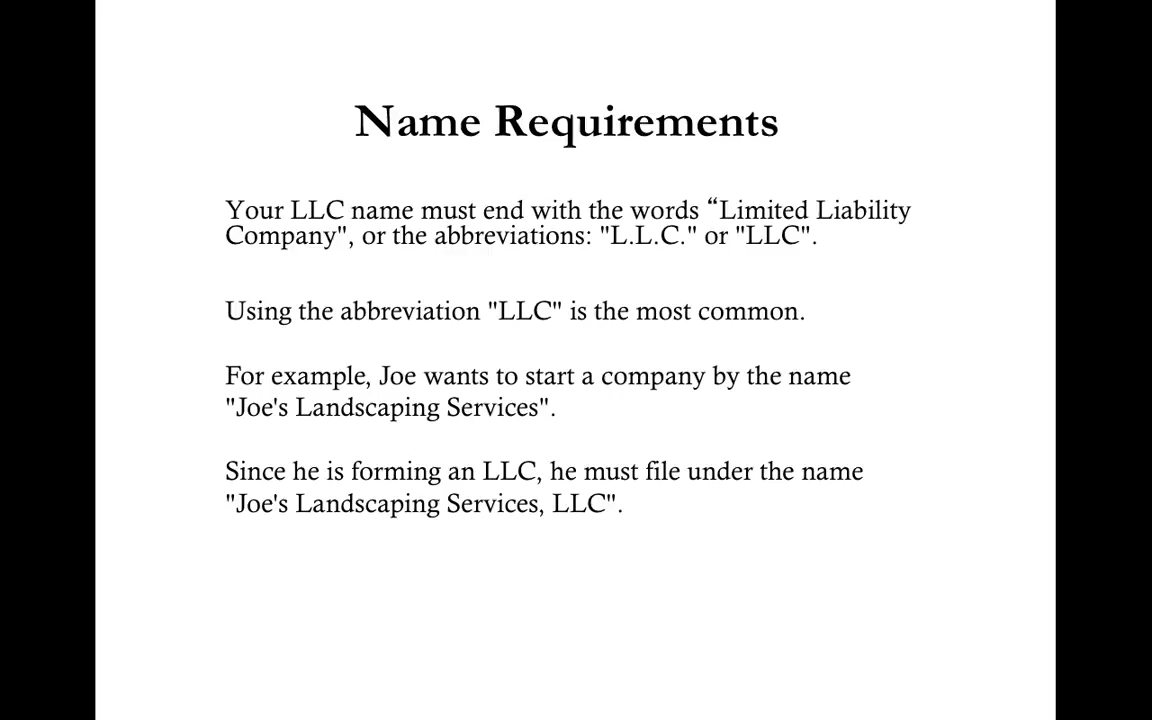 Name Requirements
Your LLC name must end with the words “Limited Liability
Company", or the abbreviations: "L.L.C." or "LLC".
Using the abbreviation "LLC" is the most common.
For example, Joe wants to start a company by the name
"Joe's Landscaping Services".
Since he is forming an LLC, he must file under the name
"Joe's Landscaping Services, LLC".